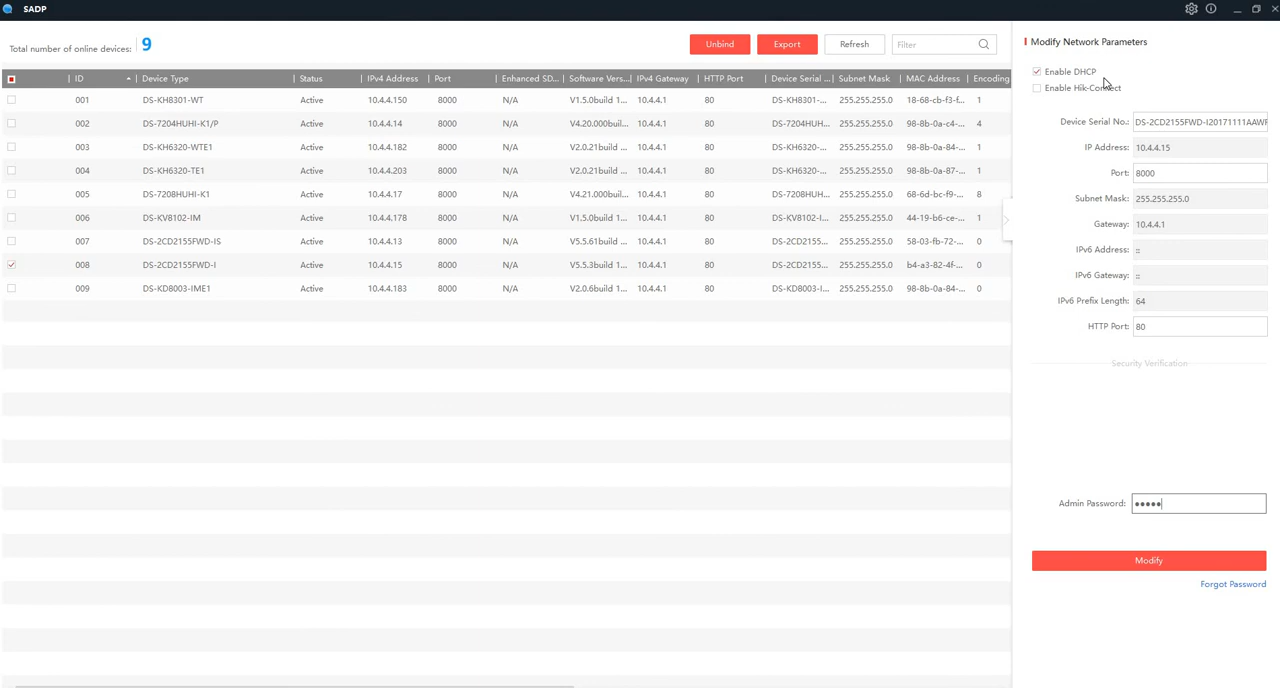 SADP
Total number of online devices: 9
Unbind
Export
Refresh
Filter
ID Device Type Status IPv4 Address Port Enhanced SD... Software Vers... IPv4 Gateway HTTP Port Device Serial ... Subnet Mask MAC Address Encoding
001 DS-KH8301-WT Active 10.4.4.150 8000 N/A V1.5.0build 1... 10.4.4.1 80 DS-KH8301-... 255.255.255.0 18-68-cb-f3-f... 1
002 DS-7204HUHI-K1/P Active 10.4.4.14 8000 N/A V4.20.000buil... 10.4.4.1 80 DS-7204HUH... 255.255.255.0 98-8b-0a-c4-... 4
003 DS-KH6320-WTE1 Active 10.4.4.182 8000 N/A V2.0.21build ... 10.4.4.1 80 DS-KH6320-... 255.255.255.0 98-8b-0a-84-... 1
004 DS-KH6320-TE1 Active 10.4.4.203 8000 N/A V2.0.21build ... 10.4.4.1 80 DS-KH6320-... 255.255.255.0 98-8b-0a-87-... 1
005 DS-7208HUHI-K1 Active 10.4.4.17 8000 N/A V4.21.000buil... 10.4.4.1 80 DS-7208HUH... 255.255.255.0 68-6d-bc-f9-... 8
006 DS-KV8102-IM Active 10.4.4.178 8000 N/A V1.5.0build 1... 10.4.4.1 80 DS-KV8102-I... 255.255.255.0 44-19-b6-ce-... 1
007 DS-2CD2155FWD-IS Active 10.4.4.13 8000 N/A V5.5.61build ... 10.4.4.1 80 DS-2CD2155... 255.255.255.0 58-03-fb-72-... 0
008 DS-2CD2155FWD-I Active 10.4.4.15 8000 N/A V5.5.3build 1... 10.4.4.1 80 DS-2CD2155... 255.255.255.0 b4-a3-82-4f-... 0
009 DS-KD8003-IME1 Active 10.4.4.183 8000 N/A V2.0.6build 1... 10.4.4.1 80 DS-KD8003-I... 255.255.255.0 98-8b-0a-84-... 1
Modify Network Parameters
Enable DHCP
Enable Hik-Connect
Device Serial No.: DS-2CD2155FWD-I20171111AAWR
IP Address: 10.4.4.15
Port: 8000
Subnet Mask: 255.255.255.0
Gateway: 10.4.4.1
IPv6 Address: ::
IPv6 Gateway: ::
IPv6 Prefix Length: 64
HTTP Port: 80
Security Verification
Admin Password: •••••
Modify
Forgot Password